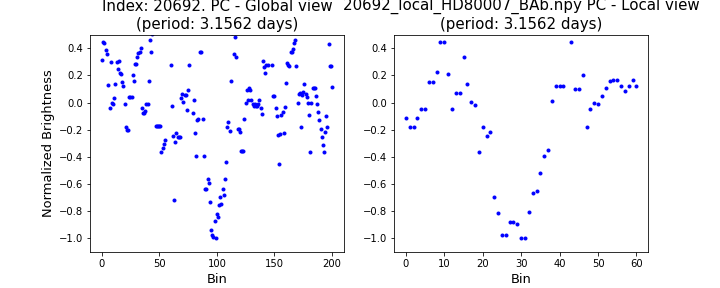 Index: 20692. PC - Global view
(period: 3.1562 days)
20692_local_HD80007_BAb.npy PC - Local view
(period: 3.1562 days)
Normalized Brightness
0.4
0.2
0.0
−0.2
−0.4
−0.6
−0.8
−1.0
0 50 100 150 200
Bin
0.4
0.2
0.0
−0.2
−0.4
−0.6
−0.8
−1.0
0 10 20 30 40 50 60
Bin